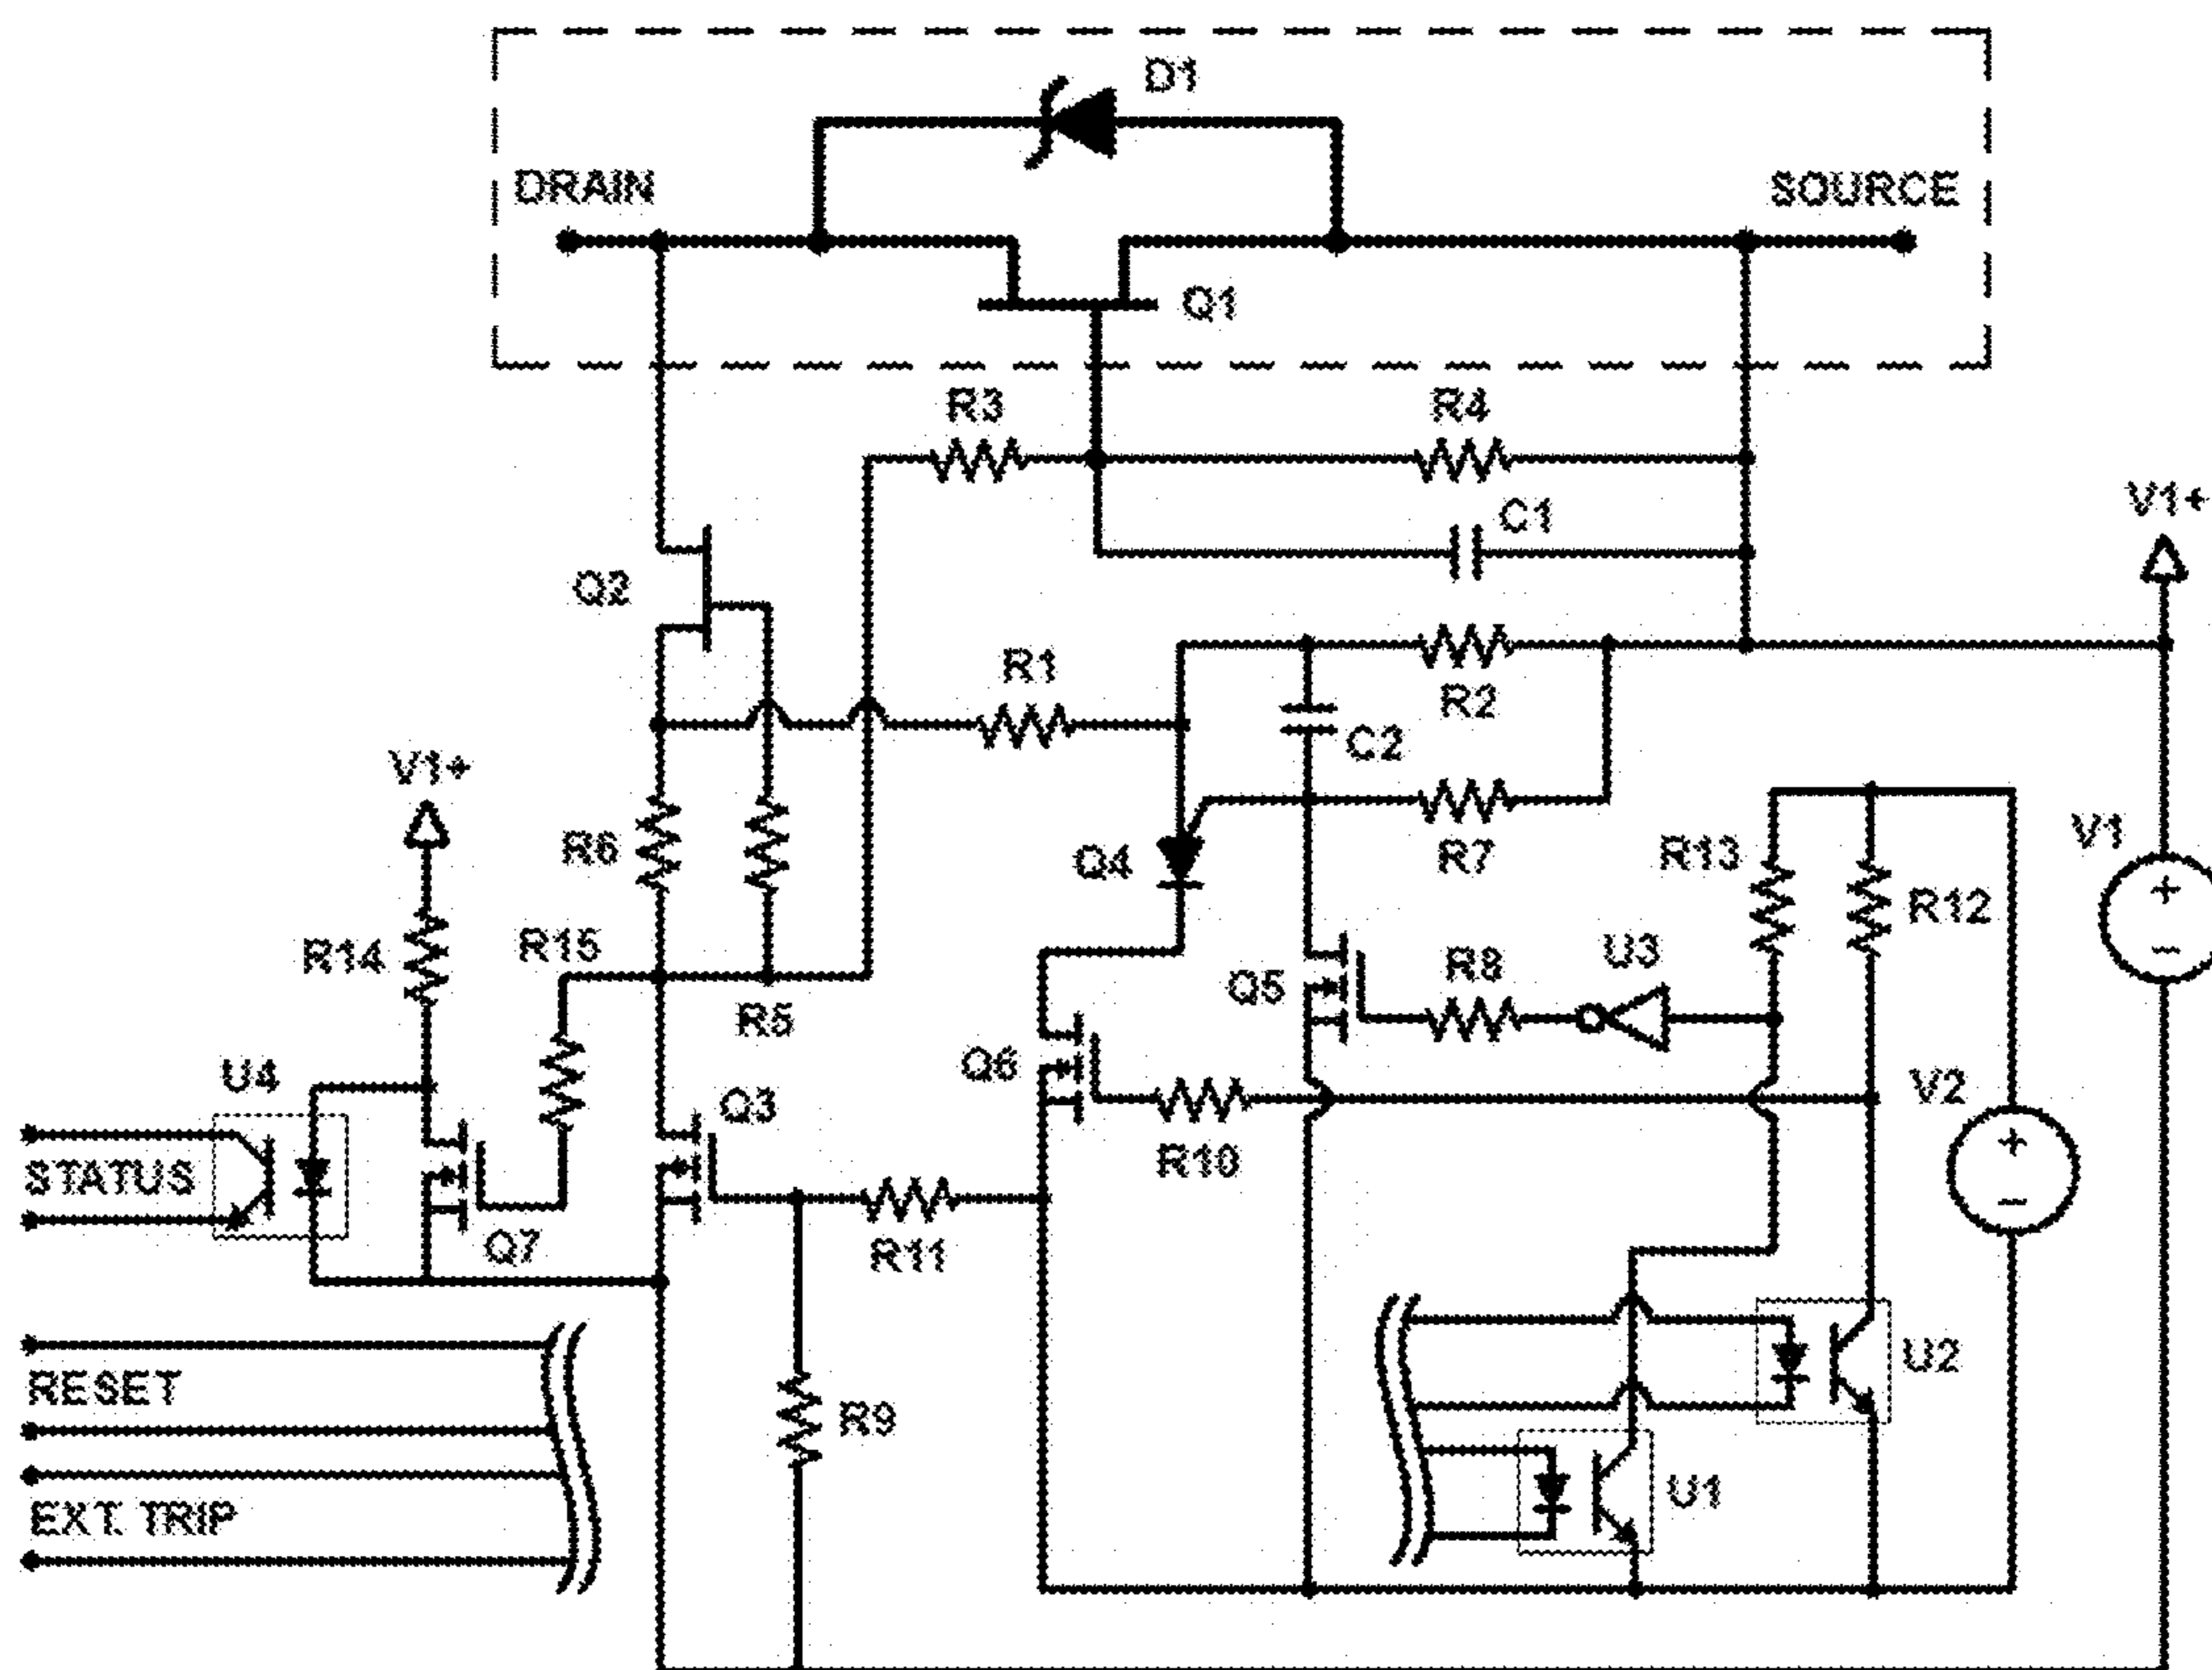 D1
DRAIN
SOURCE
Q1
R3
R4
C1
V1+
Q2
R1
R2
C2
V1+
R6
Q4
R7
R13
V1
+
−
R12
R14
R15
Q5
R8
U3
R5
Q6
U4
Q3
V2
+
−
STATUS
R10
Q7
R11
RESET
U2
R9
U1
EXT. TRIP